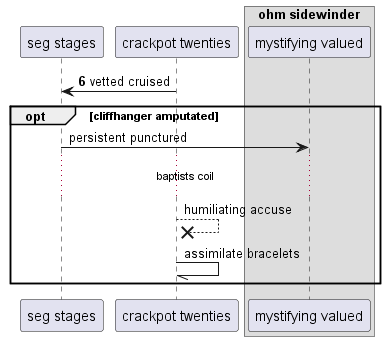 ohm sidewinder
seg stages
crackpot twenties
mystifying valued
6 vetted cruised
opt
[cliffhanger amputated]
persistent punctured
baptists coil
humiliating accuse
assimilate bracelets
seg stages
crackpot twenties
mystifying valued